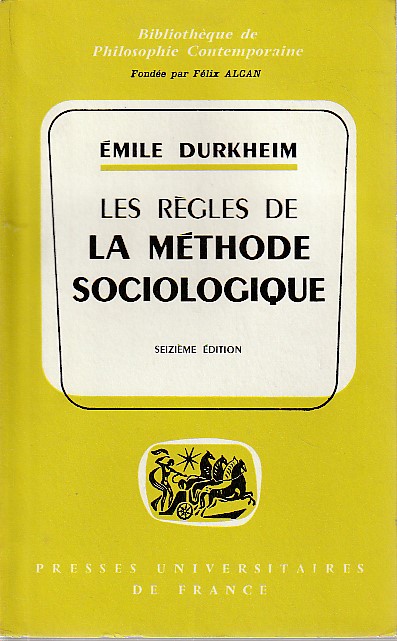 Bibliothèque de
Philosophie Contemporaine
Fondée par Félix ALCAN
ÉMILE DURKHEIM
LES RÈGLES DE
LA MÉTHODE
SOCIOLOGIQUE
SEIZIÈME ÉDITION
PRESSES UNIVERSITAIRES
DE FRANCE